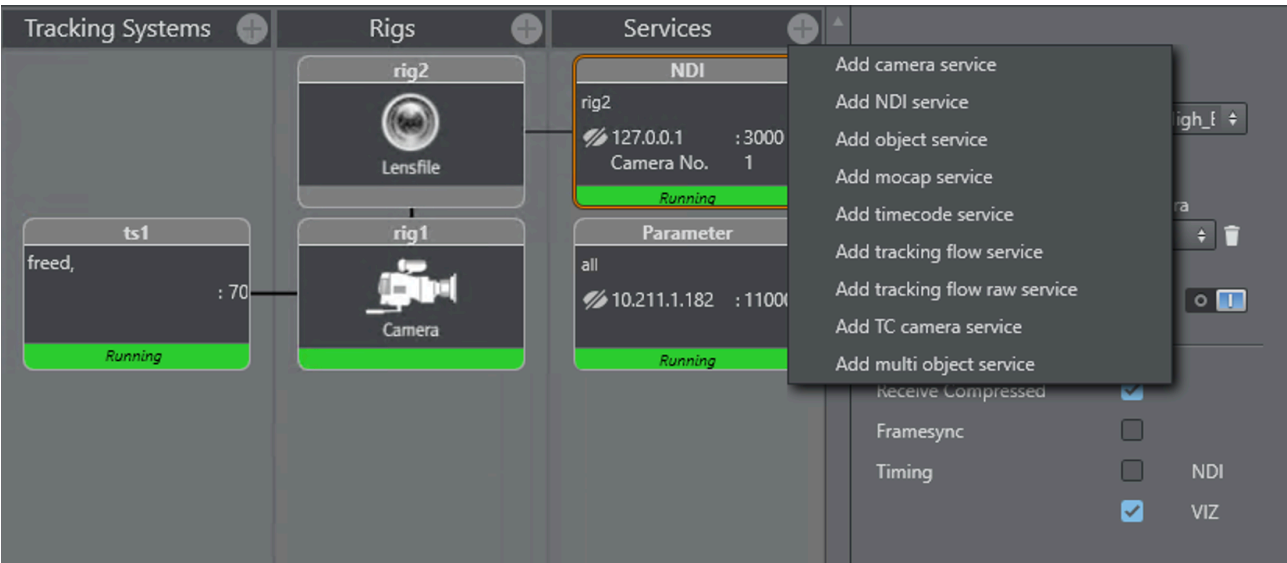 Tracking Systems
Rigs
Services
rig2
Lensfile
NDI
rig2
127.0.0.1 : 3000
Camera No. 1
Running
ts1
freed,
: 70
Running
rig1
Camera
Parameter
all
10.211.1.182 : 1100
Running
Add camera service
Add NDI service
Add object service
Add mocap service
Add timecode service
Add tracking flow service
Add tracking flow raw service
Add TC camera service
Add multi object service
ra
Receive Compressed
Framesync
Timing
NDI
VIZ